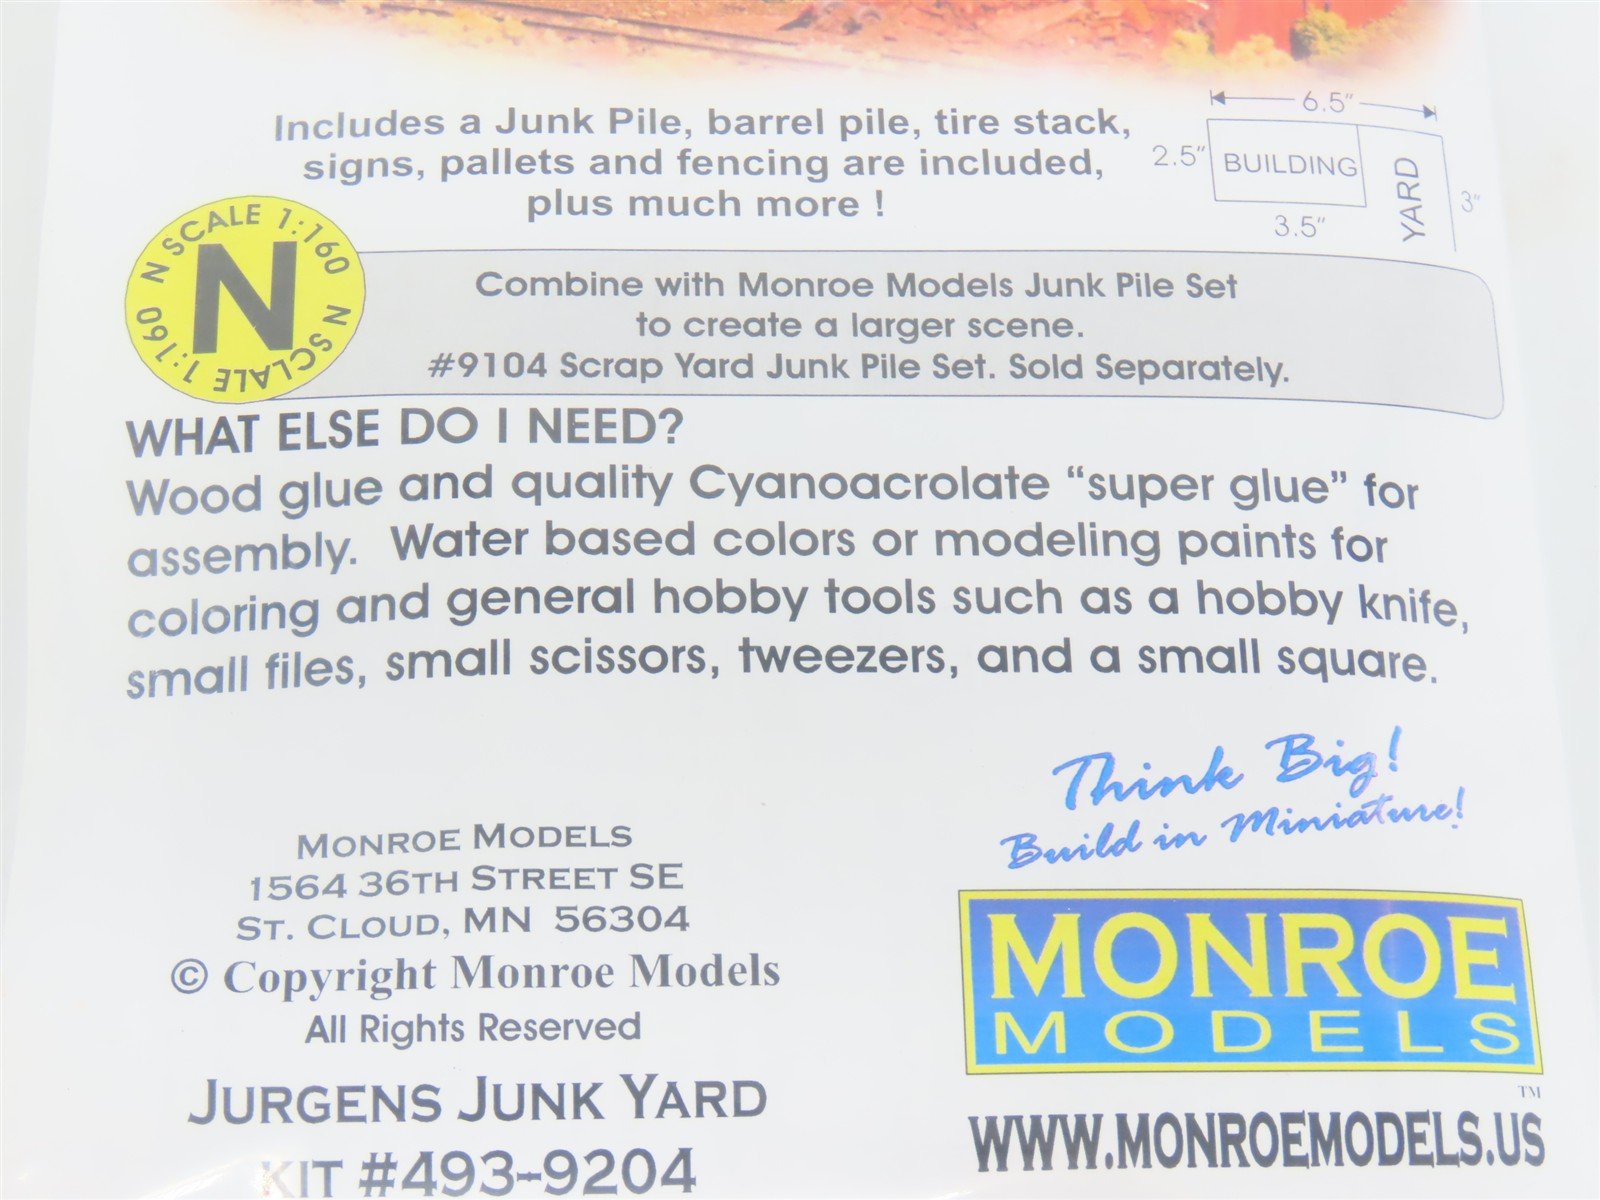 Includes a Junk Pile, barrel pile, tire stack,
signs, pallets and fencing are included,
plus much more !
6.5"
2.5"
BUILDING
YARD
3"
3.5"
N SCALE 1:160 N SCLALE 1:160
N
Combine with Monroe Models Junk Pile Set
to create a larger scene.
#9104 Scrap Yard Junk Pile Set. Sold Separately.
WHAT ELSE DO I NEED?
Wood glue and quality Cyanoacrolate “super glue” for
assembly. Water based colors or modeling paints for
coloring and general hobby tools such as a hobby knife,
small files, small scissors, tweezers, and a small square.
Think Big!
Build in Miniature!
MONROE MODELS
1564 36TH STREET SE
ST. CLOUD, MN 56304
© Copyright Monroe Models
All Rights Reserved
JURGENS JUNK YARD
KIT #493-9204
MONROE
MODELS
TM
WWW.MONROEMODELS.US